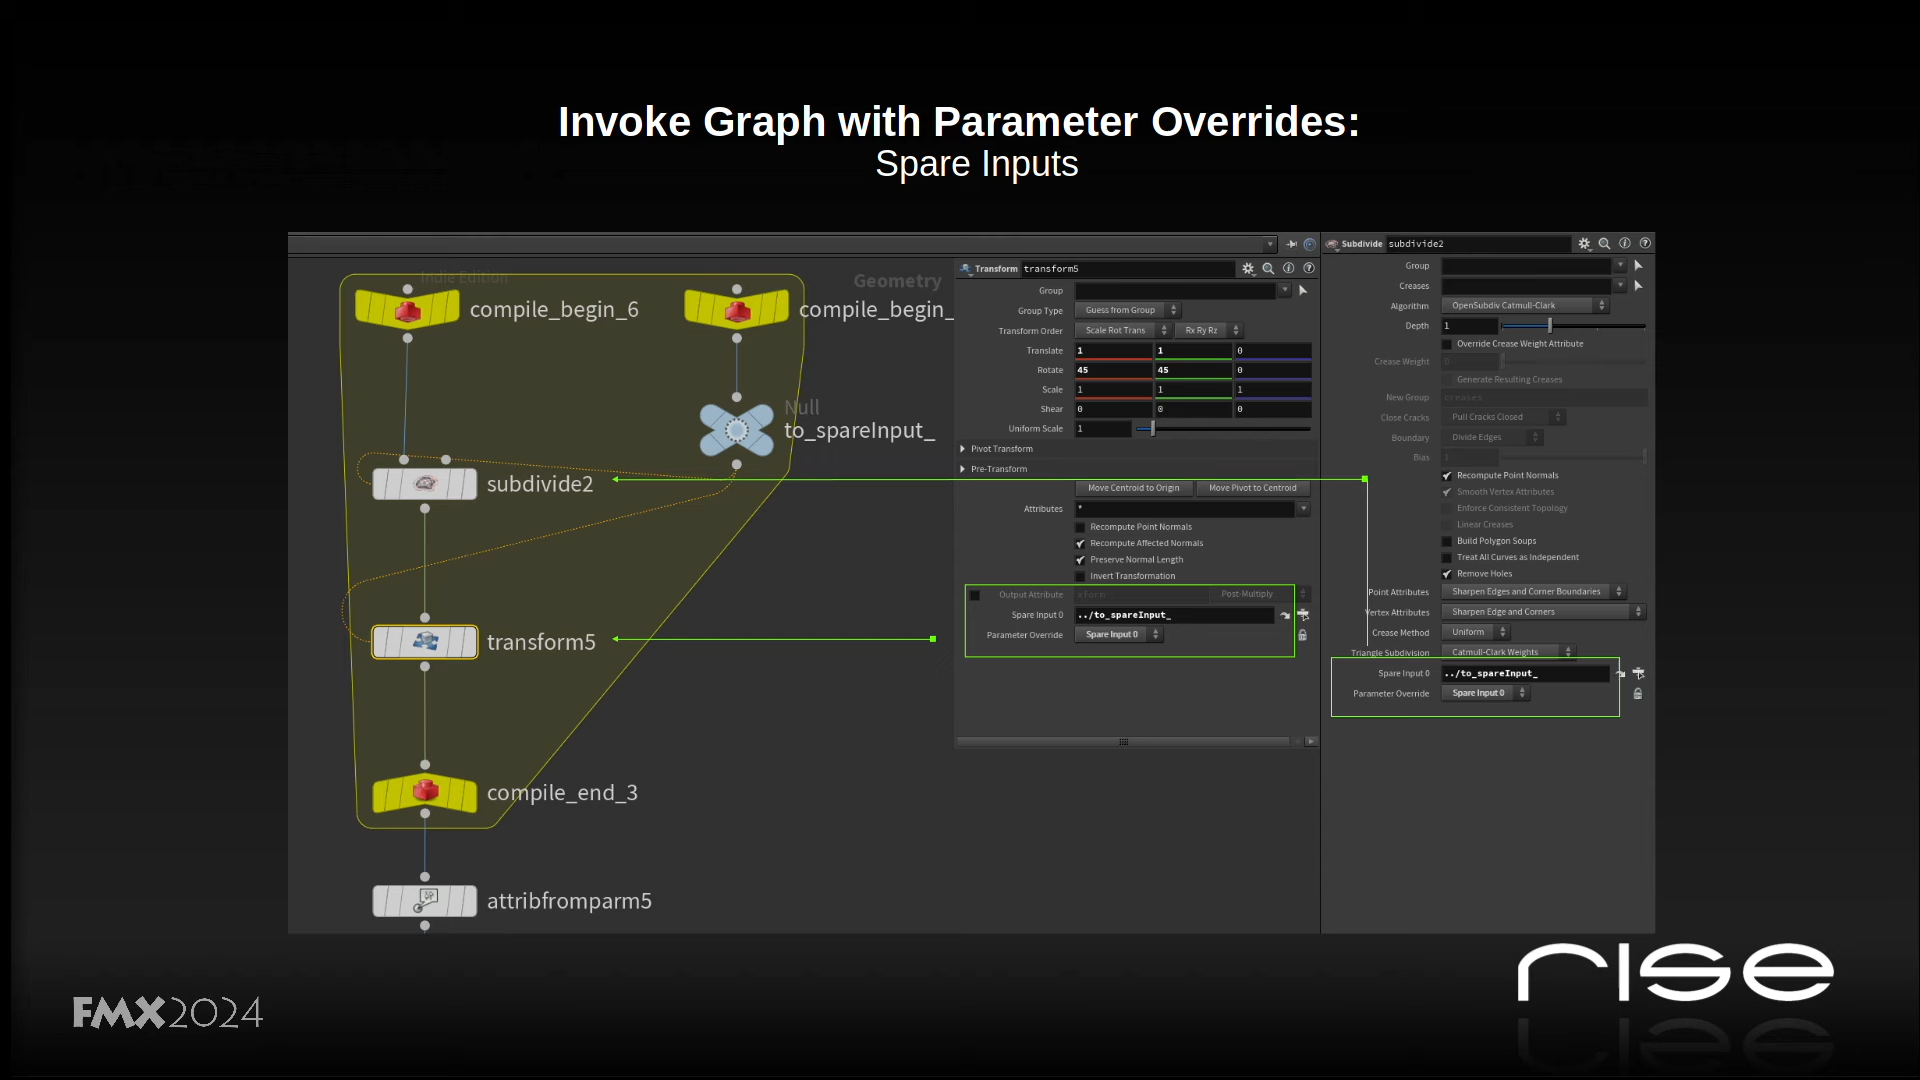 Invoke Graph with Parameter Overrides:
Spare Inputs
Indie Edition
Geometry
compile_begin_6
compile_begin_
Null
to_spareInput_
subdivide2
transform5
compile_end_3
attribfromparm5
Transform transform5
Group
Group Type Guess from Group
Transform Order Scale Rot Trans Rx Ry Rz
Translate 1 1 0
Rotate 45 45 0
Scale 1 1 1
Shear 0 0 0
Uniform Scale 1
Pivot Transform
Pre-Transform
Move Centroid to Origin Move Pivot to Centroid
Attributes *
Recompute Point Normals
Recompute Affected Normals
Preserve Normal Length
Invert Transformation
Output Attribute xform Post-Multiply
Spare Input 0 ../to_spareInput_
Parameter Override Spare Input 0
Subdivide subdivide2
Group
Creases
Algorithm OpenSubdiv Catmull-Clark
Depth 1
Override Crease Weight Attribute
Crease Weight 0
Generate Resulting Creases
New Group creases
Close Cracks Pull Cracks Closed
Boundary Divide Edges
Bias 1
Recompute Point Normals
Smooth Vertex Attributes
Enforce Consistent Topology
Linear Creases
Build Polygon Soups
Treat All Curves as Independent
Remove Holes
Point Attributes Sharpen Edges and Corner Boundaries
Vertex Attributes Sharpen Edge and Corners
Crease Method Uniform
Triangle Subdivision Catmull-Clark Weights
Spare Input 0 ../to_spareInput_
Parameter Override Spare Input 0
FMX2024
rise